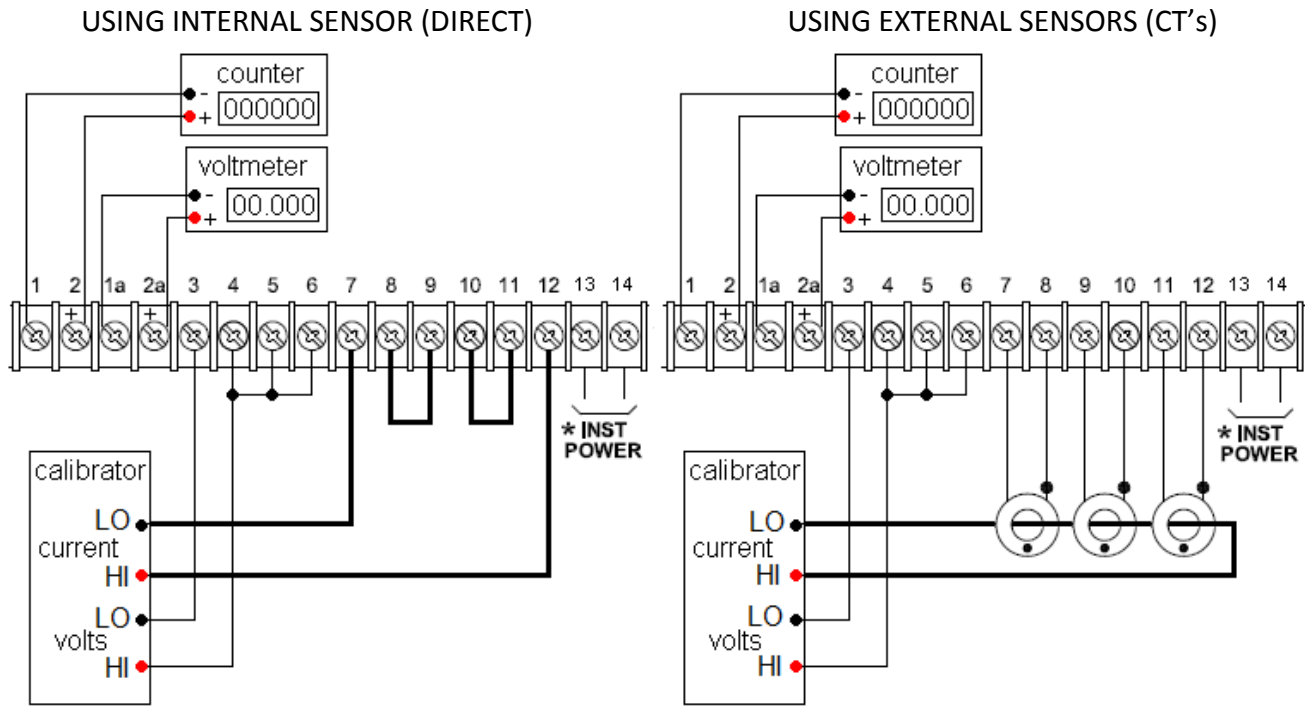 USING INTERNAL SENSOR (DIRECT)
counter
-
+ 000000
voltmeter
-
+ 00.000
1 2 1a 2a 3 4 5 6 7 8 9 10 11 12 13 14
+ +
* INST
POWER
calibrator
LO
current
HI
LO
volts
HI
USING EXTERNAL SENSORS (CT’s)
counter
-
+ 000000
voltmeter
-
+ 00.000
1 2 1a 2a 3 4 5 6 7 8 9 10 11 12 13 14
+ +
* INST
POWER
calibrator
LO
current
HI
LO
volts
HI